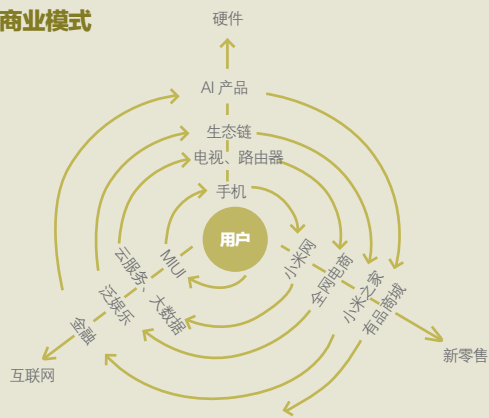 商业模式
硬件
AI 产品
生态链
电视、路由器
手机
用户
MIUI
云服务、大数据
泛娱乐
金融
互联网
小米网
全网电商
小米之家
有品商城
新零售